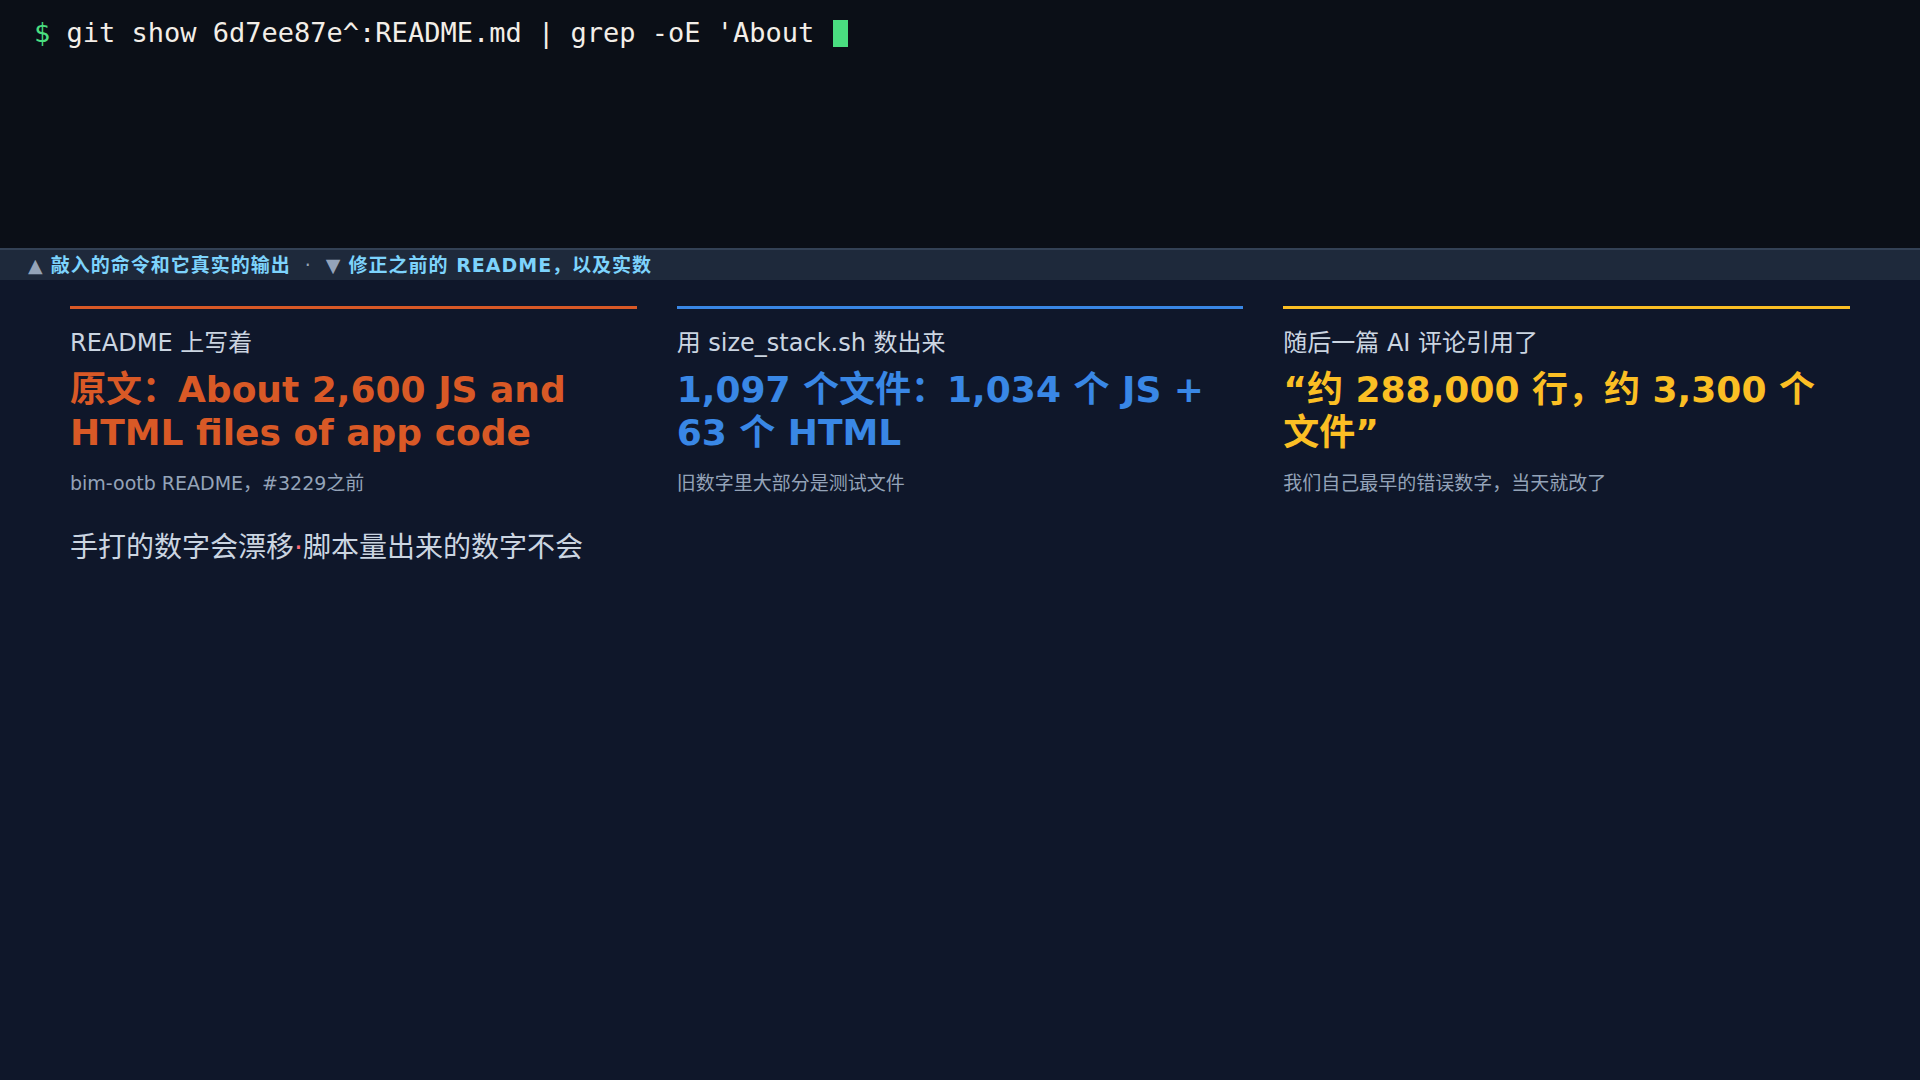 $ git show 6d7ee87e^:README.md | grep -oE 'About
▲ 敲入的命令和它真实的输出 · ▼ 修正之前的 README，以及实数
README 上写着
原文：About 2,600 JS and
HTML files of app code
bim-ootb README，#3229之前
用 size_stack.sh 数出来
1,097 个文件：1,034 个 JS +
63 个 HTML
旧数字里大部分是测试文件
随后一篇 AI 评论引用了
“约 288,000 行，约 3,300 个
文件”
我们自己最早的错误数字，当天就改了
手打的数字会漂移·脚本量出来的数字不会